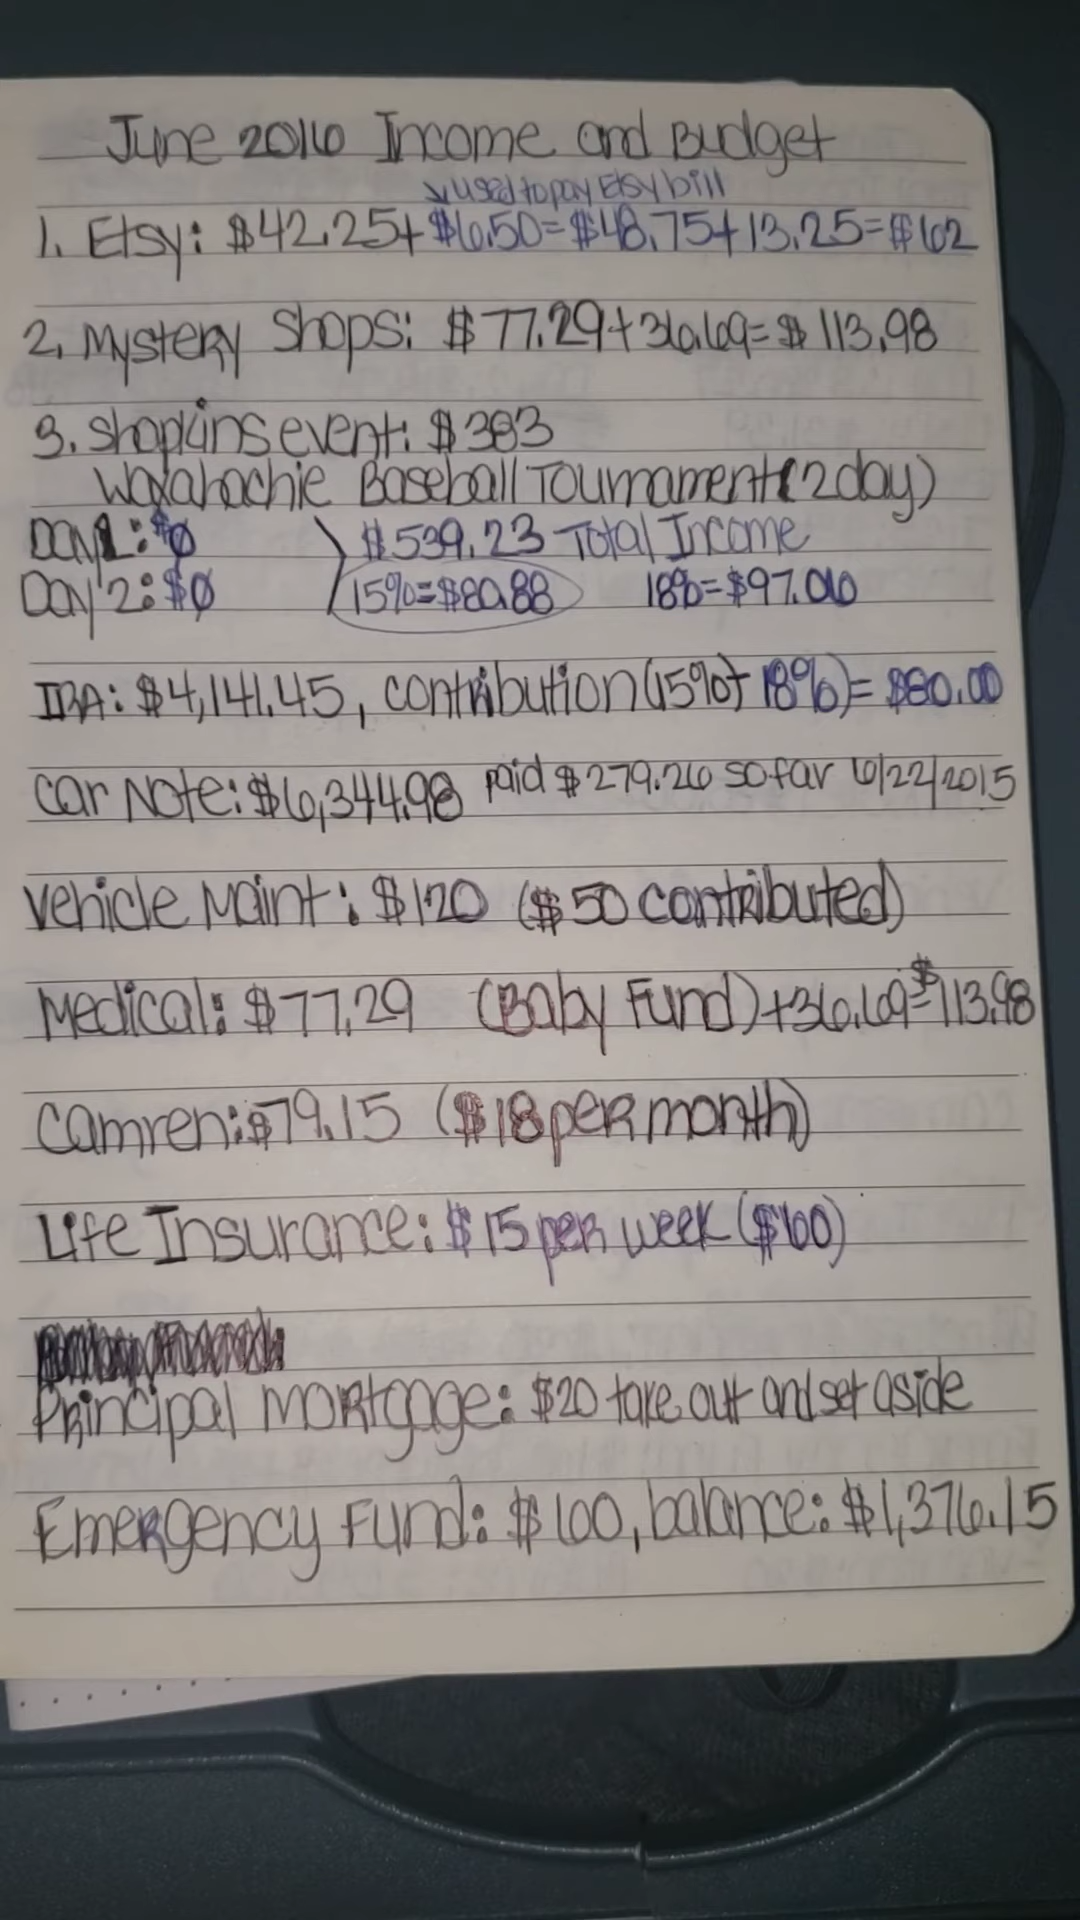 June 2016 Income and Budget
↘ used to pay Etsy bill
1. Etsy: $42.25+ $6.50= $48.75+13.25=$62
2. Mystery Shops: $77.29+36.69= $113.98
3. Shopkins event: $383
Waxahachie Baseball Tournament (2 day)
Day 1: $0 $539.23 Total Income
Day 2: $0 15%=$80.88 18%=$97.06
IRA: $4,141.45, contribution (15%+ 18%)= $80.00
Car Note: $6,344.98 paid $279.26 so far 6/22/2015
Vehicle Maint: $120 ($50 contributed)
Medical: $77.29 (Baby Fund) +36.69=$113.98
Camren: $79.15 ($18 per month)
Life Insurance: $15 per week ($60)
Principal Mortgage: $20 take out and set aside
Emergency Fund: $100, balance: $1,376.15